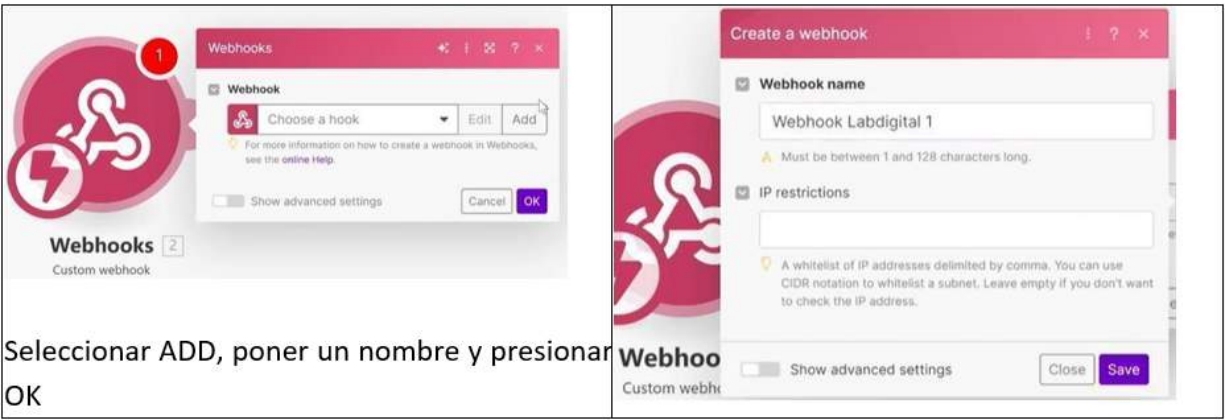 1
Webhooks
?
Webhook
Choose a hook
Edit
Add
For more information on how to create a webhook in Webhooks,
see the online Help.
Show advanced settings
Cancel
OK
Webhooks 2
Custom webhook
Seleccionar ADD, poner un nombre y presionar
OK
Create a webhook
?
Webhook name
Webhook Labdigital 1
Must be between 1 and 128 characters long.
IP restrictions
A whitelist of IP addresses delimited by comma. You can use
CIDR notation to whitelist a subnet. Leave empty if you don't want
to check the IP address.
Show advanced settings
Close
Save
Webhoo
Custom webh